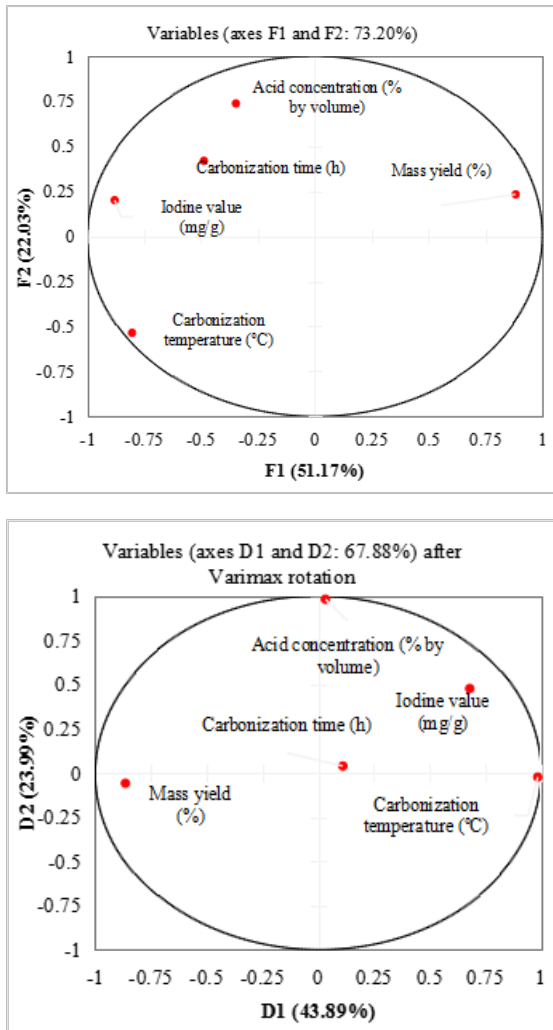 Variables (axes F1 and F2: 73.20%)
1
0.75
0.5
0.25
0
-0.25
-0.5
-0.75
-1
F2 (22.03%)
Acid concentration (%
by volume)
Carbonization time (h)
Mass yield (%)
Iodine value
(mg/g)
Carbonization
temperature (°C)
-1
-0.75
-0.5
-0.25
0
0.25
0.5
0.75
1
F1 (51.17%)
Variables (axes D1 and D2: 67.88%) after
Varimax rotation
1
0.75
0.5
0.25
0
-0.25
-0.5
-0.75
-1
D2 (23.99%)
Acid concentration (% by
volume)
Iodine value
(mg/g)
Carbonization time (h)
Mass yield
(%)
Carbonization
temperature (°C)
-1
-0.75
-0.5
-0.25
0
0.25
0.5
0.75
1
D1 (43.89%)